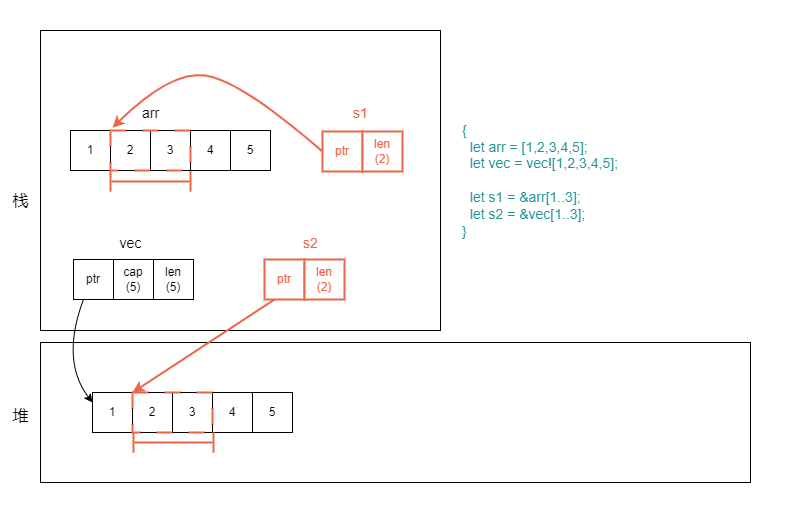 arr
s1
1
2
3
4
5
ptr
len
(2)
{
let arr = [1,2,3,4,5];
let vec = vec![1,2,3,4,5];
let s1 = &arr[1..3];
let s2 = &vec[1..3];
}
栈
vec
s2
ptr
cap
(5)
len
(5)
ptr
len
(2)
堆
1
2
3
4
5